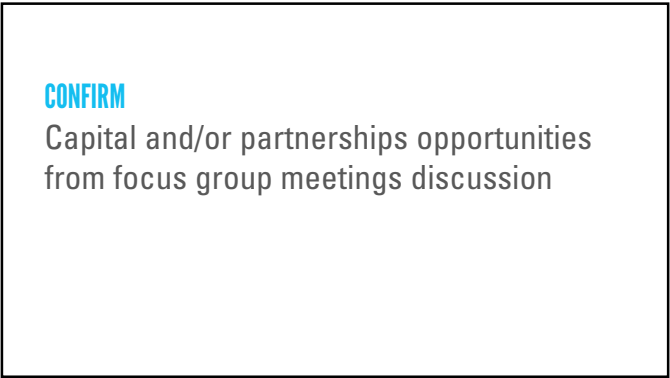 CONFIRM
Capital and/or partnerships opportunities
from focus group meetings discussion